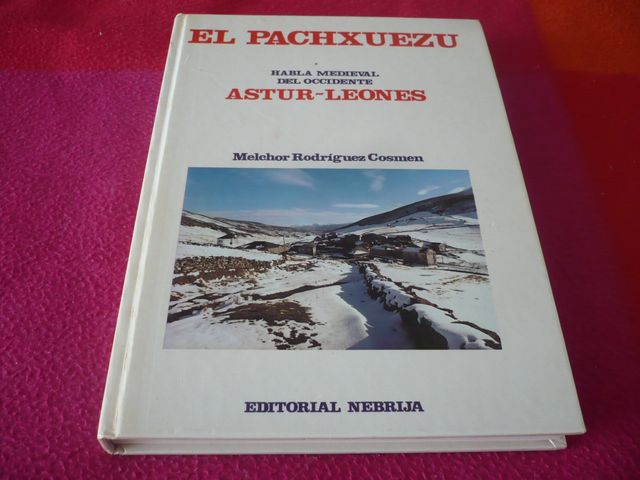 EL PACHXUEZU
HABLA MEDIEVAL
DEL OCCIDENTE
ASTUR-LEONES
Melchor Rodríguez Cosmen
EDITORIAL NEBRIJA